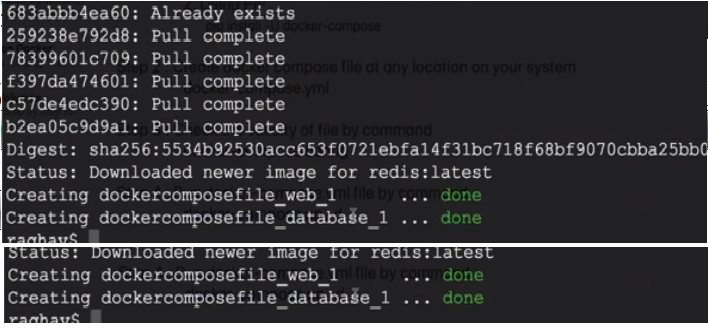 683abbb4ea60: Already exists
259238e792d8: Pull complete
78399601c709: Pull complete
f397da474601: Pull complete
c57de4edc390: Pull complete
b2ea05c9d9a1: Pull complete
Digest: sha256:5534b92530acc653f0721ebfa14f31bc718f68bf9070cbba25bb0
Status: Downloaded newer image for redis:latest
Creating dockercomposefile_web_1 ... done
Creating dockercomposefile_database_1 ... done
raghav$
Status: Downloaded newer image for redis:latest
Creating dockercomposefile_web_1 ... done
Creating dockercomposefile_database_1 ... done
raghav$